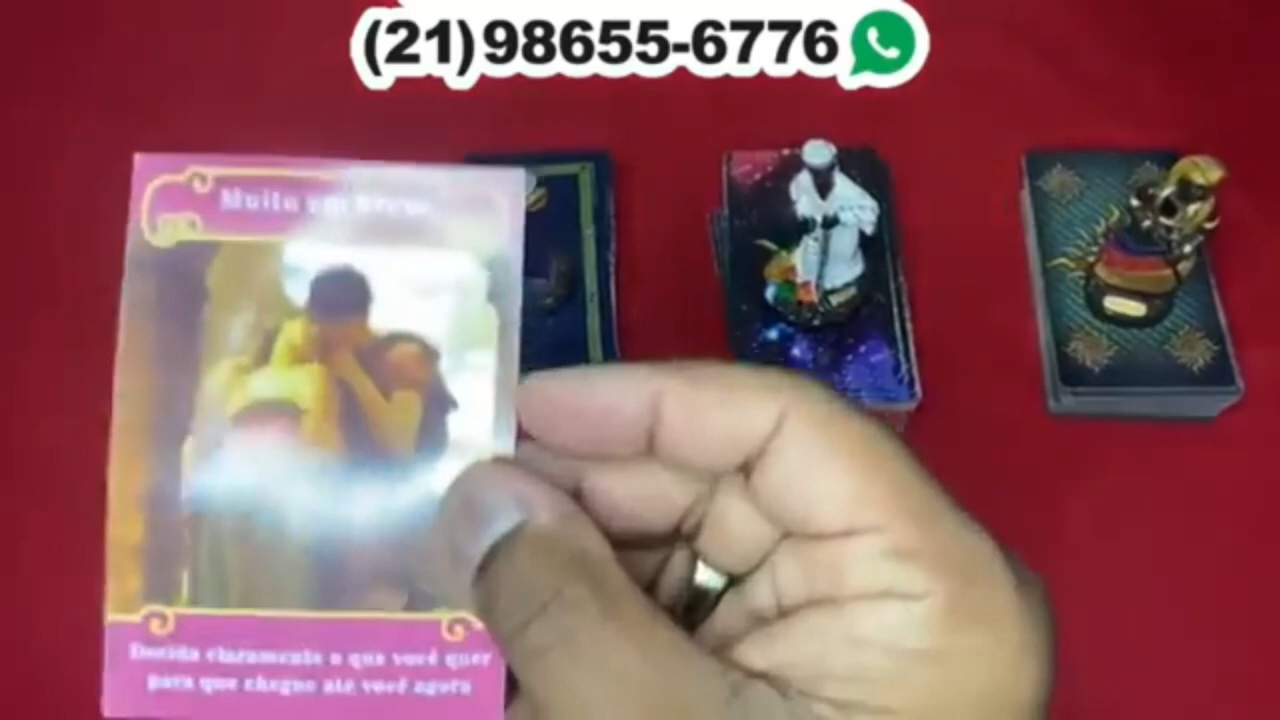 (21)98655-6776
Muito em breve
Decida claramente o que você quer
para que chegue até você agora